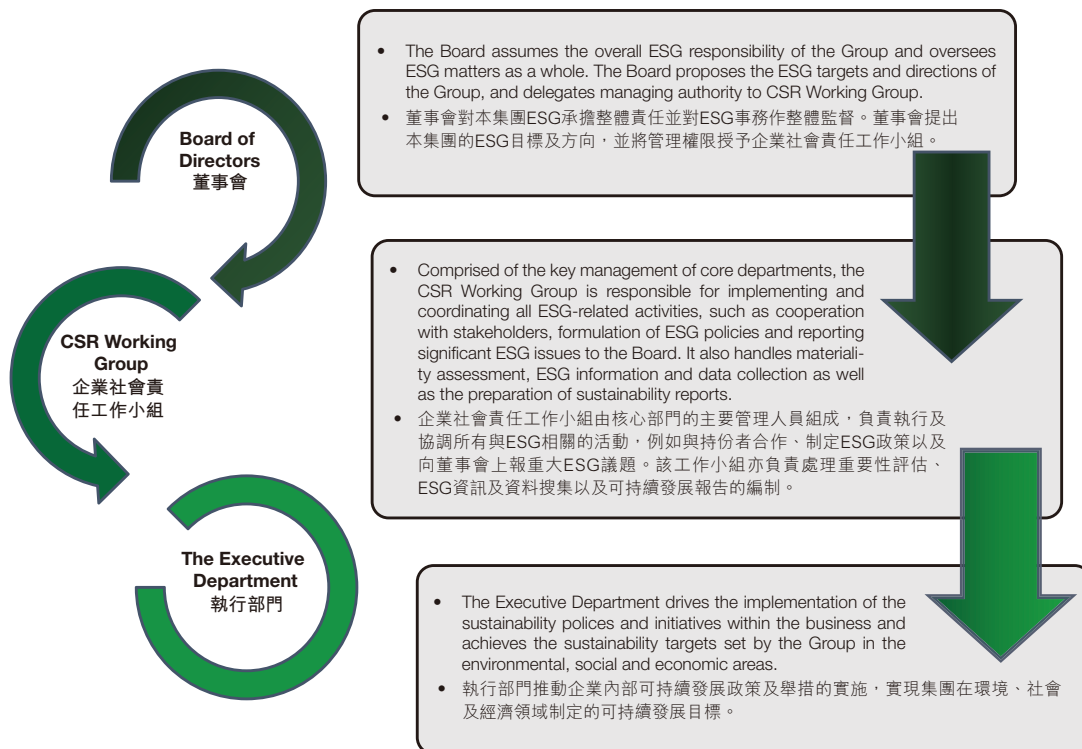 Board of
Directors
董事會
• The Board assumes the overall ESG responsibility of the Group and oversees
ESG matters as a whole. The Board proposes the ESG targets and directions of
the Group, and delegates managing authority to CSR Working Group.
• 董事會對本集團ESG承擔整體責任並對ESG事務作整體監督。董事會提出
本集團的ESG目標及方向，並將管理權限授予企業社會責任工作小組。
CSR Working
Group
企業社會責
任工作小組
• Comprised of the key management of core departments, the
CSR Working Group is responsible for implementing and
coordinating all ESG-related activities, such as cooperation
with stakeholders, formulation of ESG policies and reporting
significant ESG issues to the Board. It also handles materiali-
ty assessment, ESG information and data collection as well
as the preparation of sustainability reports.
• 企業社會責任工作小組由核心部門的主要管理人員組成，負責執行及
協調所有與ESG相關的活動，例如與持份者合作、制定ESG政策以及
向董事會上報重大ESG議題。該工作小組亦負責處理重要性評估、
ESG資訊及資料搜集以及可持續發展報告的編制。
The Executive
Department
執行部門
• The Executive Department drives the implementation of the
sustainability polices and initiatives within the business and
achieves the sustainability targets set by the Group in the
environmental, social and economic areas.
• 執行部門推動企業內部可持續發展政策及舉措的實施，實現集團在環境、社會
及經濟領域制定的可持續發展目標。